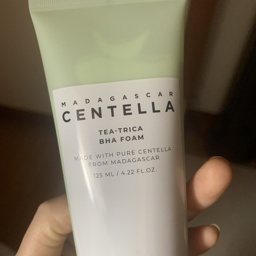 MADAGASCAR
CENTELLA
TEA-TRICA
BHA FOAM
MADE WITH PURE CENTELLA
FROM MADAGASCAR
125 ML / 4.22 FL.OZ.